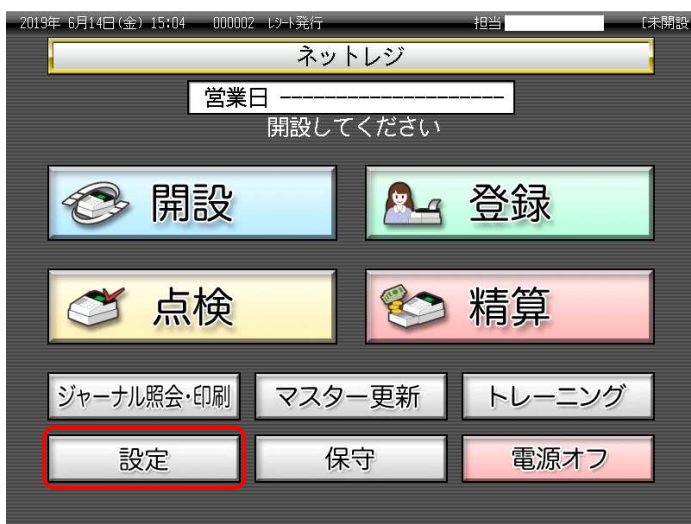 2019年 6月14日(金) 15:04 000002 ﾚｼｰﾄ発行 担当 [未開設
ネットレジ
営業日 --------------------
開設してください
開設 登録
点検 精算
ジャーナル照会・印刷 マスター更新 トレーニング
設定 保守 電源オフ